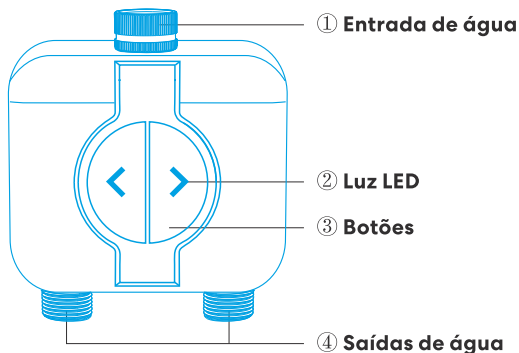 ① Entrada de água
② Luz LED
③ Botões
④ Saídas de água